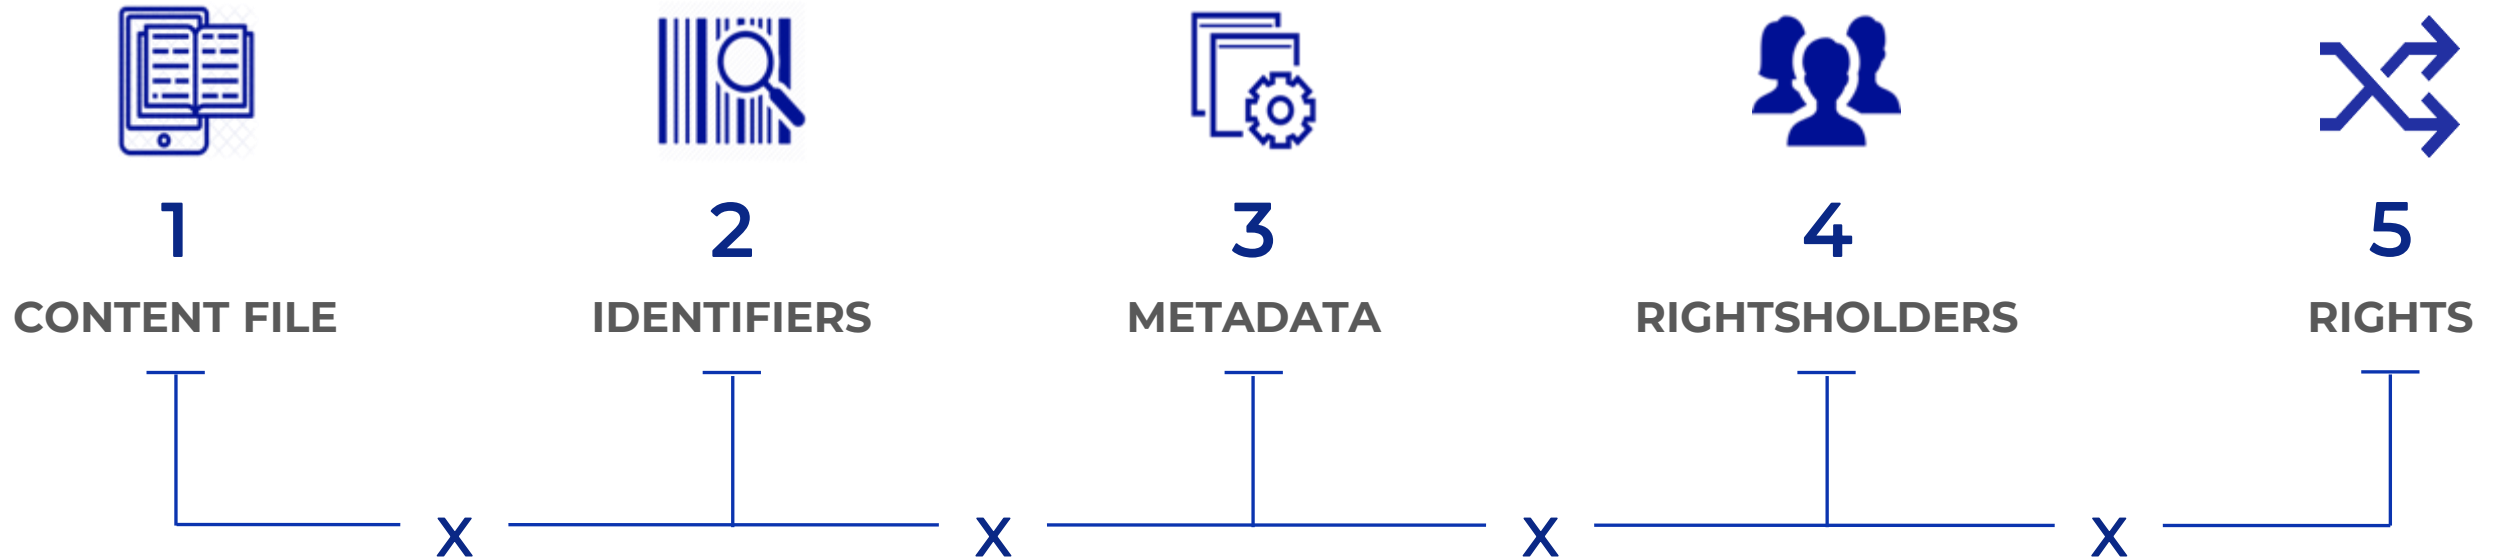 1
2
3
4
5
CONTENT FILE
IDENTIFIERS
METADATA
RIGHTSHOLDERS
RIGHTS
X
X
X
X